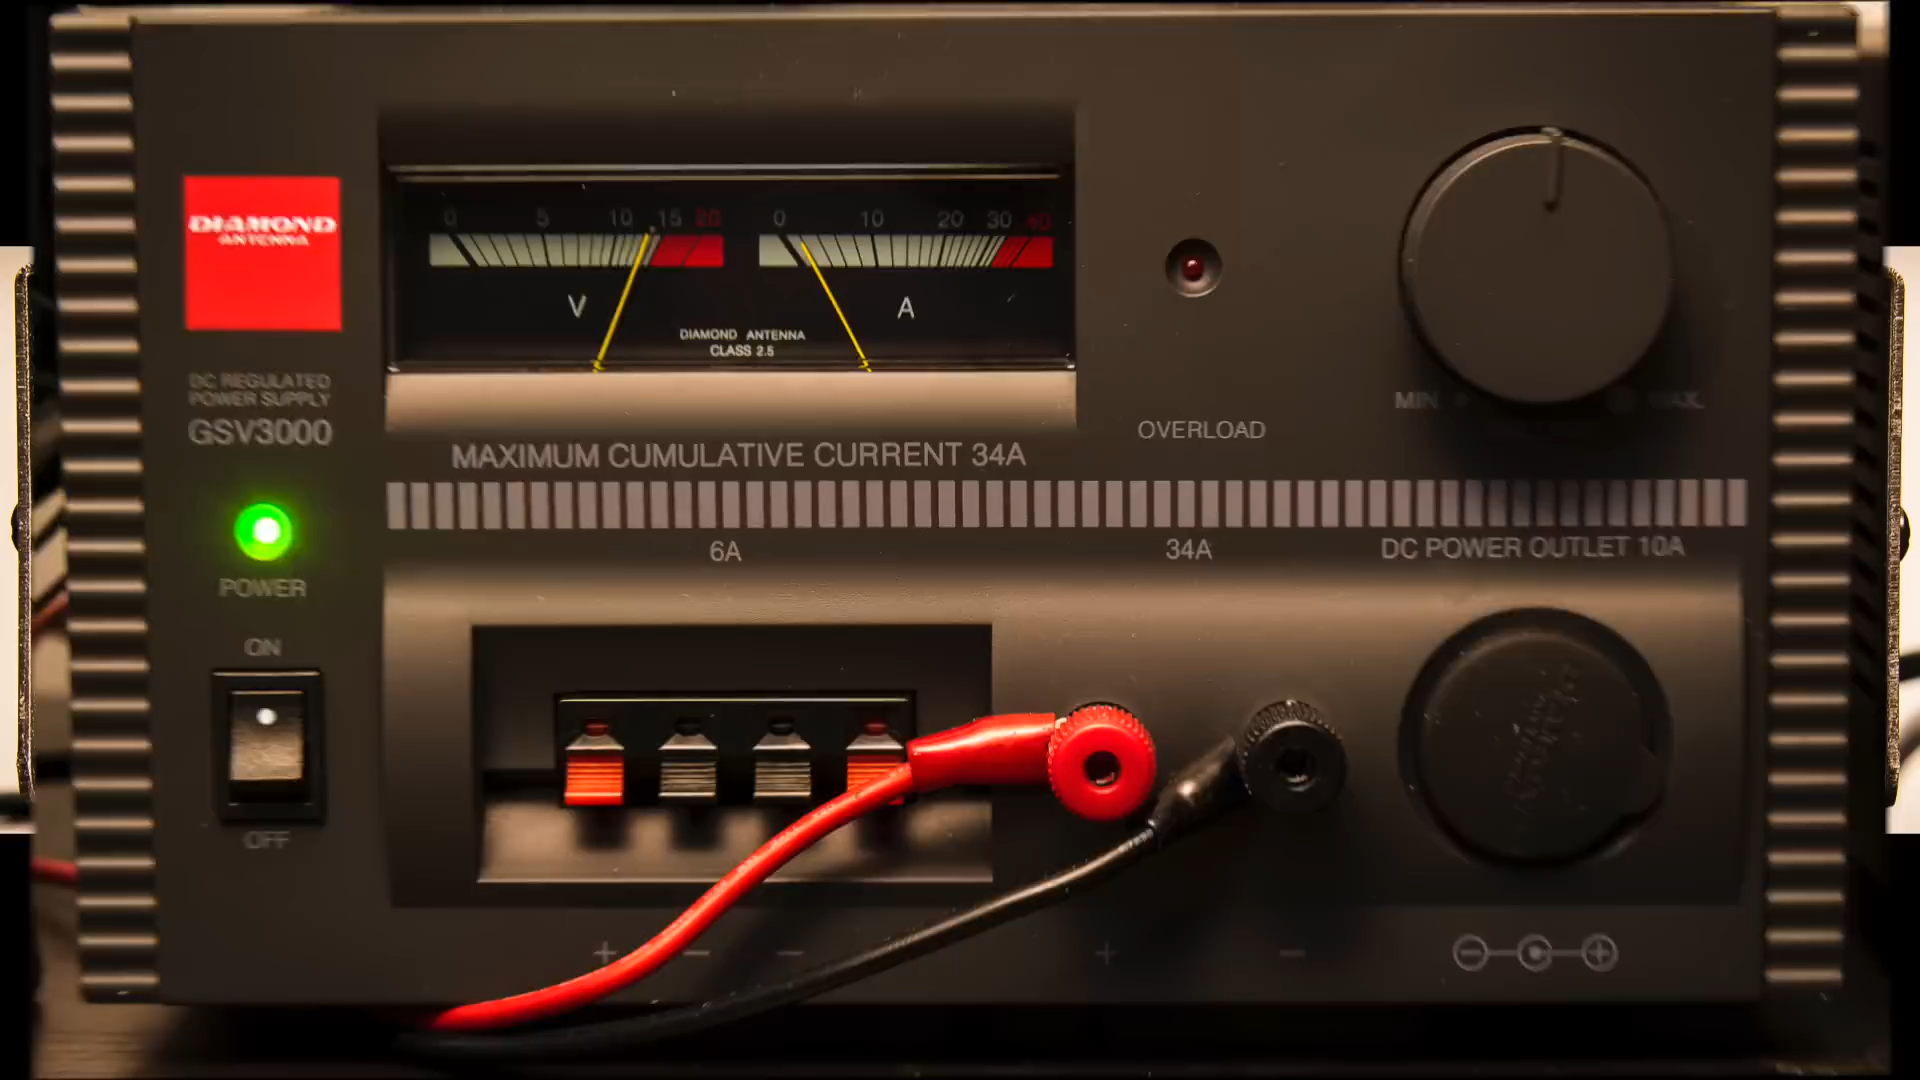 DIAMOND
ANTENNA
0 5 10 15 20
0 10 20 30 40
V
A
DIAMOND ANTENNA
CLASS 2.5
DC REGULATED
POWER SUPPLY
GSV3000
MIN.
MAX.
OVERLOAD
MAXIMUM CUMULATIVE CURRENT 34A
6A
34A
DC POWER OUTLET 10A
POWER
ON
OFF
+ − −
+ −
− +